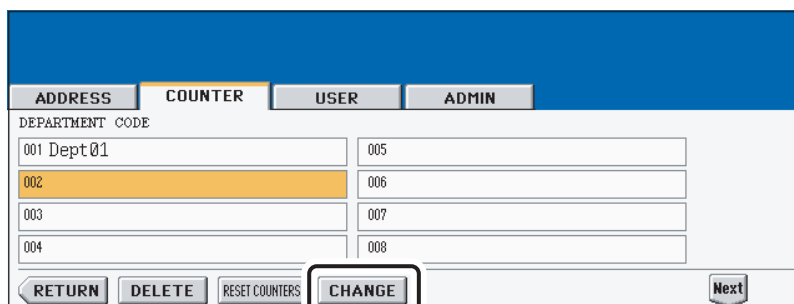 ADDRESS COUNTER USER ADMIN
DEPARTMENT CODE
001 Dept01 005
002 006
003 007
004 008
RETURN DELETE RESET COUNTERS CHANGE Next